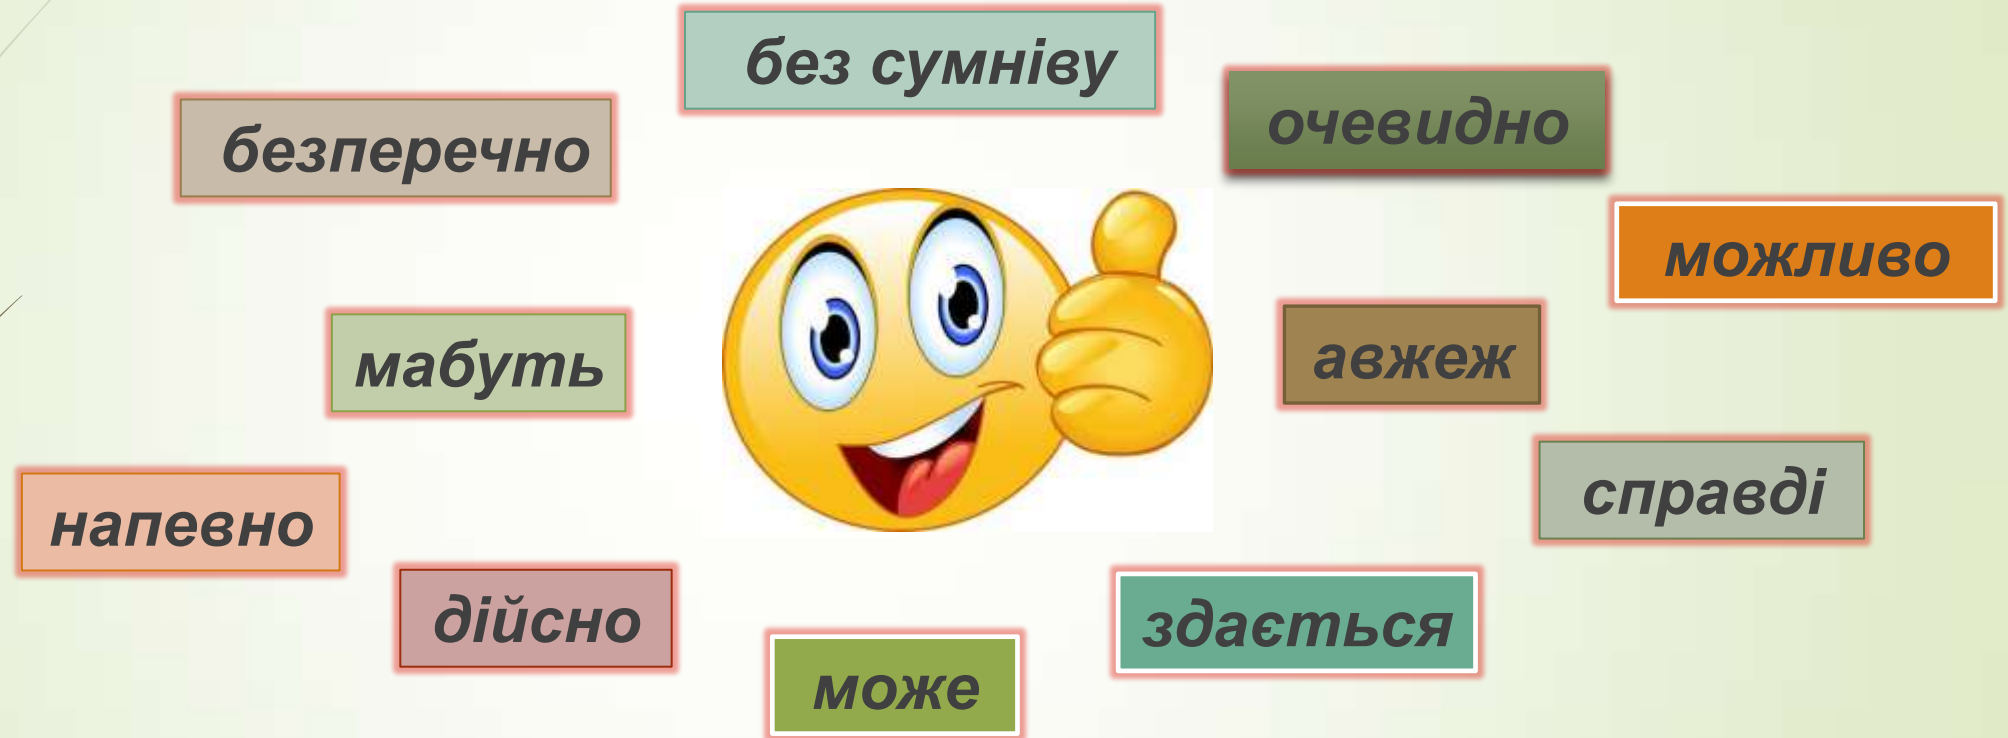 без сумніву
очевидно
безперечно
можливо
мабуть
авжеж
справді
напевно
дійсно
здається
може